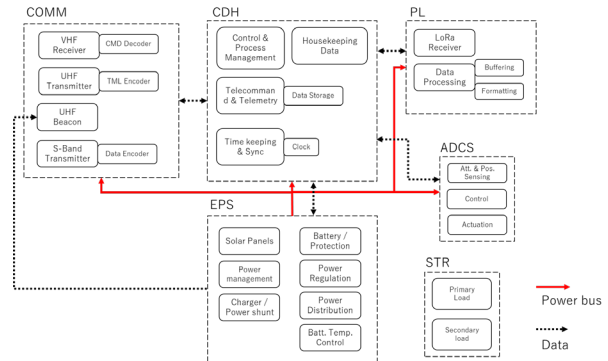 COMM
VHF
Receiver
CMD Decoder
UHF
Transmitter
TML Encoder
UHF
Beacon
S-Band
Transmitter
Data Encoder
CDH
Control &
Process
Management
Housekeeping
Data
Telecomman
d & Telemetry
Data Storage
Time keeping
& Sync
Clock
PL
LoRa
Receiver
Data
Processing
Buffering
Formatting
ADCS
Att. & Pos.
Sensing
Control
Actuation
EPS
Solar Panels
Power
management
Charger /
Power shunt
Battery /
Protection
Power
Regulation
Power
Distribution
Batt. Temp.
Control
STR
Primary
Load
Secondary
load
Power bus
Data